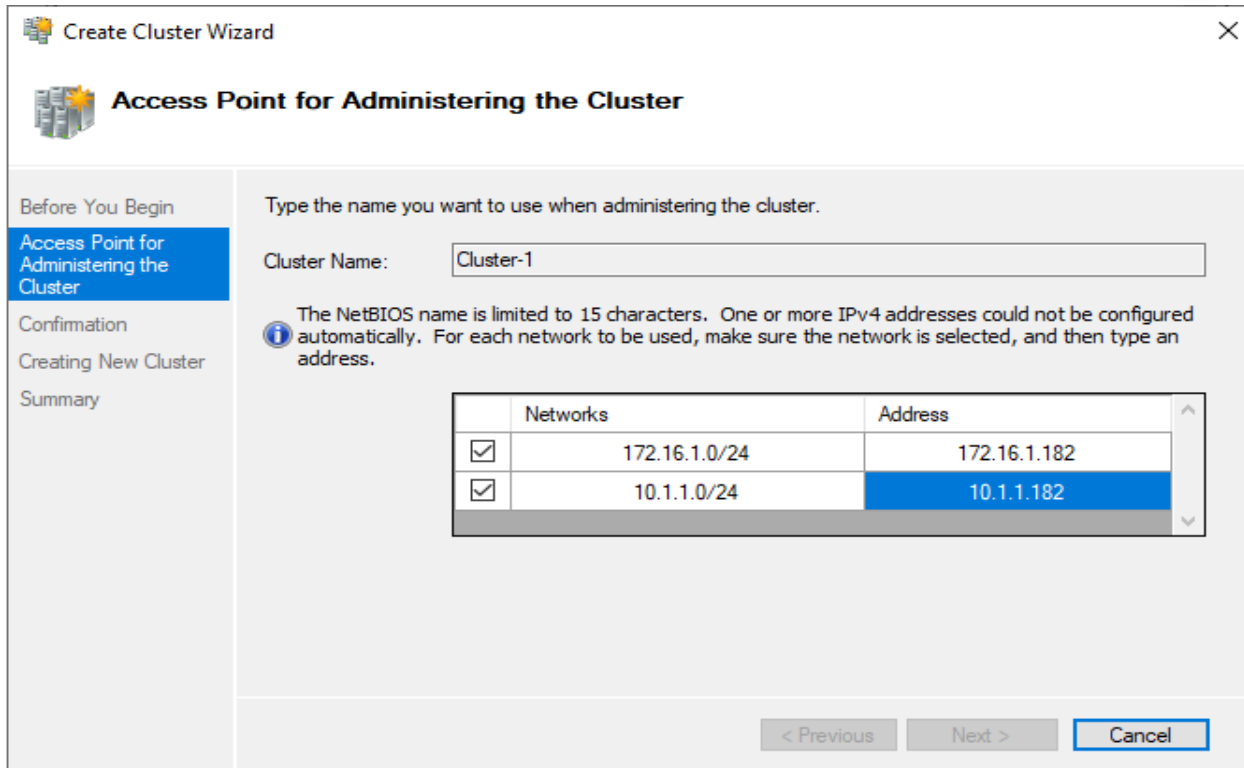 Create Cluster Wizard
Access Point for Administering the Cluster
Before You Begin
Access Point for
Administering the
Cluster
Confirmation
Creating New Cluster
Summary
Type the name you want to use when administering the cluster.
Cluster Name: Cluster-1
The NetBIOS name is limited to 15 characters.  One or more IPv4 addresses could not be configured
automatically.  For each network to be used, make sure the network is selected, and then type an
address.
Networks Address
172.16.1.0/24 172.16.1.182
10.1.1.0/24 10.1.1.182
< Previous Next > Cancel